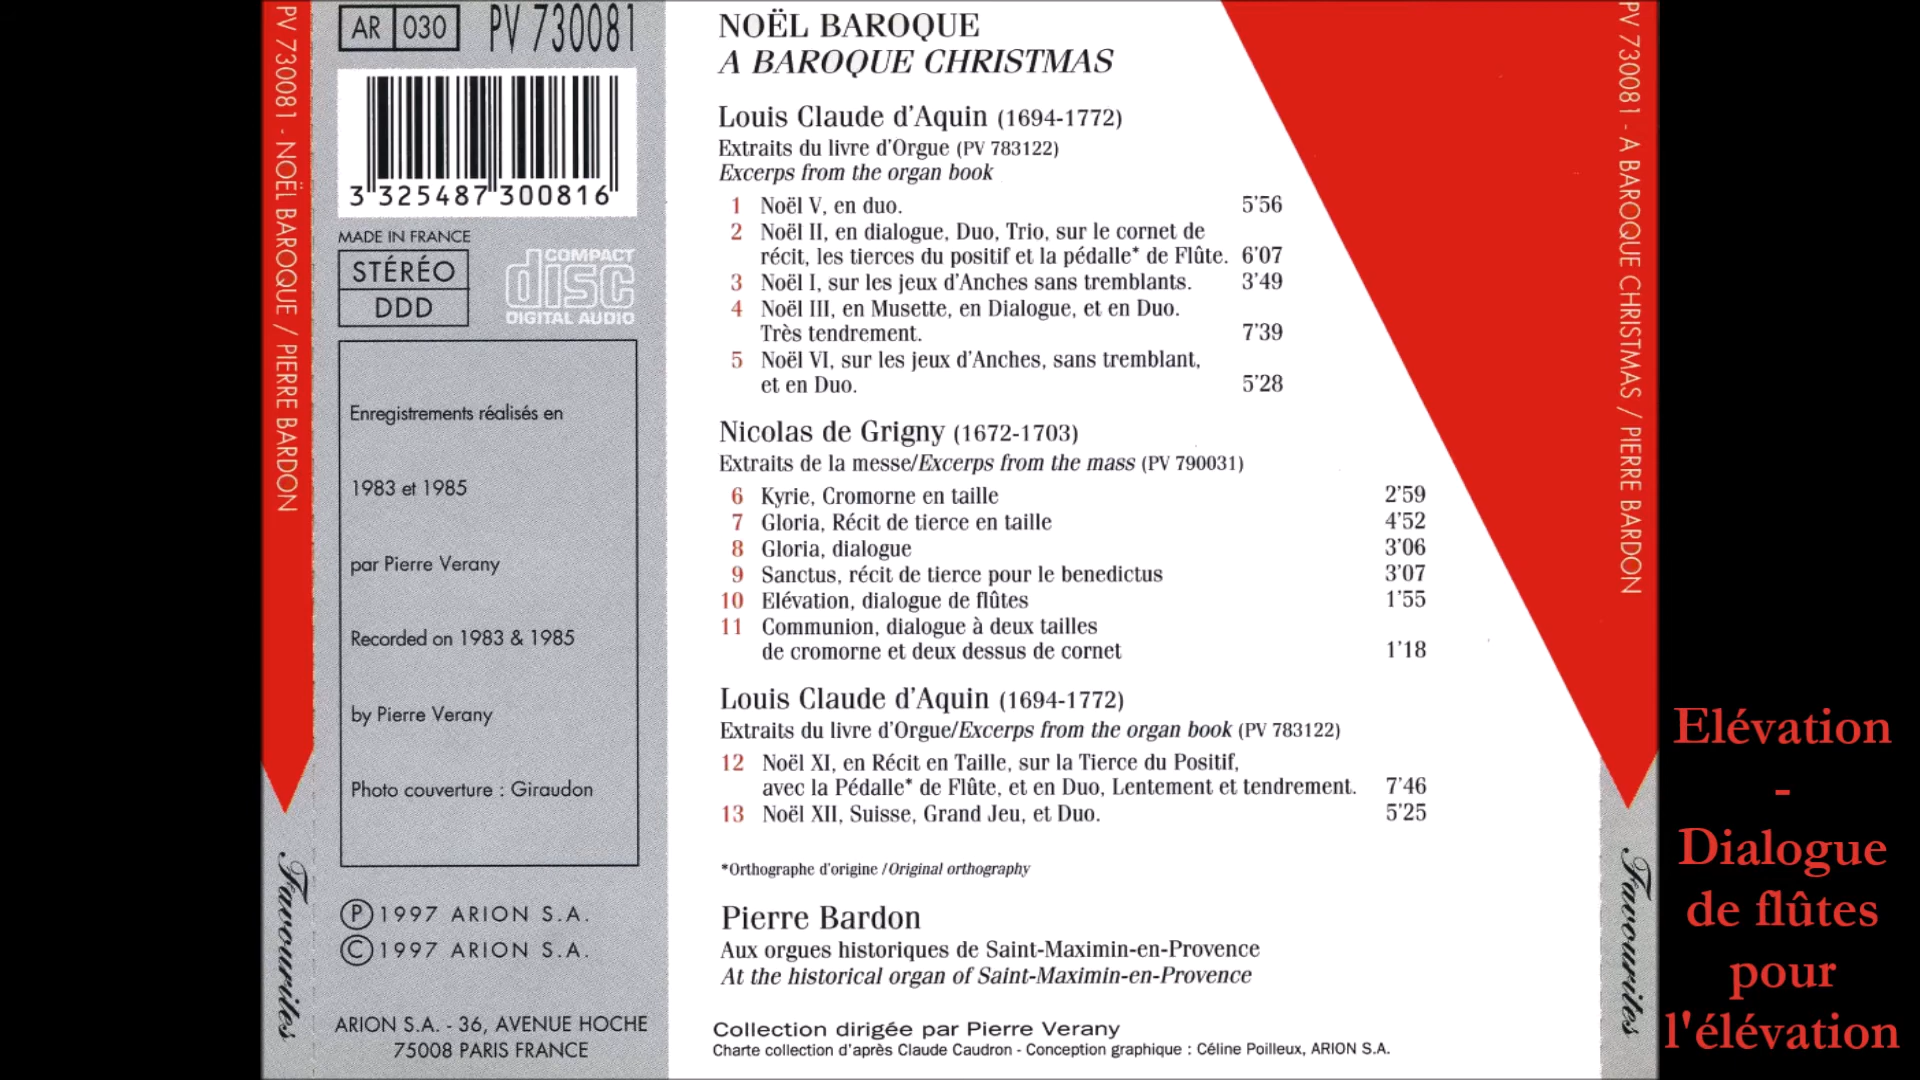 PV 730081 - NOËL BAROQUE / PIERRE BARDON
Favourites
AR 030 PV 730081
3 325487 300816
MADE IN FRANCE
STÉRÉO
DDD
COMPACT
disc
DIGITAL AUDIO
Enregistrements réalisés en
1983 et 1985
par Pierre Verany
Recorded on 1983 & 1985
by Pierre Verany
Photo couverture : Giraudon
Ⓟ 1997 ARION S.A.
© 1997 ARION S.A.
ARION S.A. - 36, AVENUE HOCHE
75008 PARIS FRANCE
NOËL BAROQUE
A BAROQUE CHRISTMAS
Louis Claude d'Aquin (1694-1772)
Extraits du livre d'Orgue (PV 783122)
Excerps from the organ book
1 Noël V, en duo. 5'56
2 Noël II, en dialogue, Duo, Trio, sur le cornet de
récit, les tierces du positif et la pédalle* de Flûte. 6'07
3 Noël I, sur les jeux d'Anches sans tremblants. 3'49
4 Noël III, en Musette, en Dialogue, et en Duo.
Très tendrement. 7'39
5 Noël VI, sur les jeux d'Anches, sans tremblant,
et en Duo. 5'28
Nicolas de Grigny (1672-1703)
Extraits de la messe/Excerps from the mass (PV 790031)
6 Kyrie, Cromorne en taille 2'59
7 Gloria, Récit de tierce en taille 4'52
8 Gloria, dialogue 3'06
9 Sanctus, récit de tierce pour le benedictus 3'07
10 Elévation, dialogue de flûtes 1'55
11 Communion, dialogue à deux tailles
de cromorne et deux dessus de cornet 1'18
Louis Claude d'Aquin (1694-1772)
Extraits du livre d'Orgue/Excerps from the organ book (PV 783122)
12 Noël XI, en Récit en Taille, sur la Tierce du Positif,
avec la Pédalle* de Flûte, et en Duo, Lentement et tendrement. 7'46
13 Noël XII, Suisse, Grand Jeu, et Duo. 5'25
*Orthographe d'origine / Original orthography
Pierre Bardon
Aux orgues historiques de Saint-Maximin-en-Provence
At the historical organ of Saint-Maximin-en-Provence
Collection dirigée par Pierre Verany
Charte collection d'après Claude Caudron - Conception graphique : Céline Poilleux, ARION S.A.
PV 730081 - A BAROQUE CHRISTMAS / PIERRE BARDON
Favourites
Elévation
-
Dialogue
de flûtes
pour
l'élévation